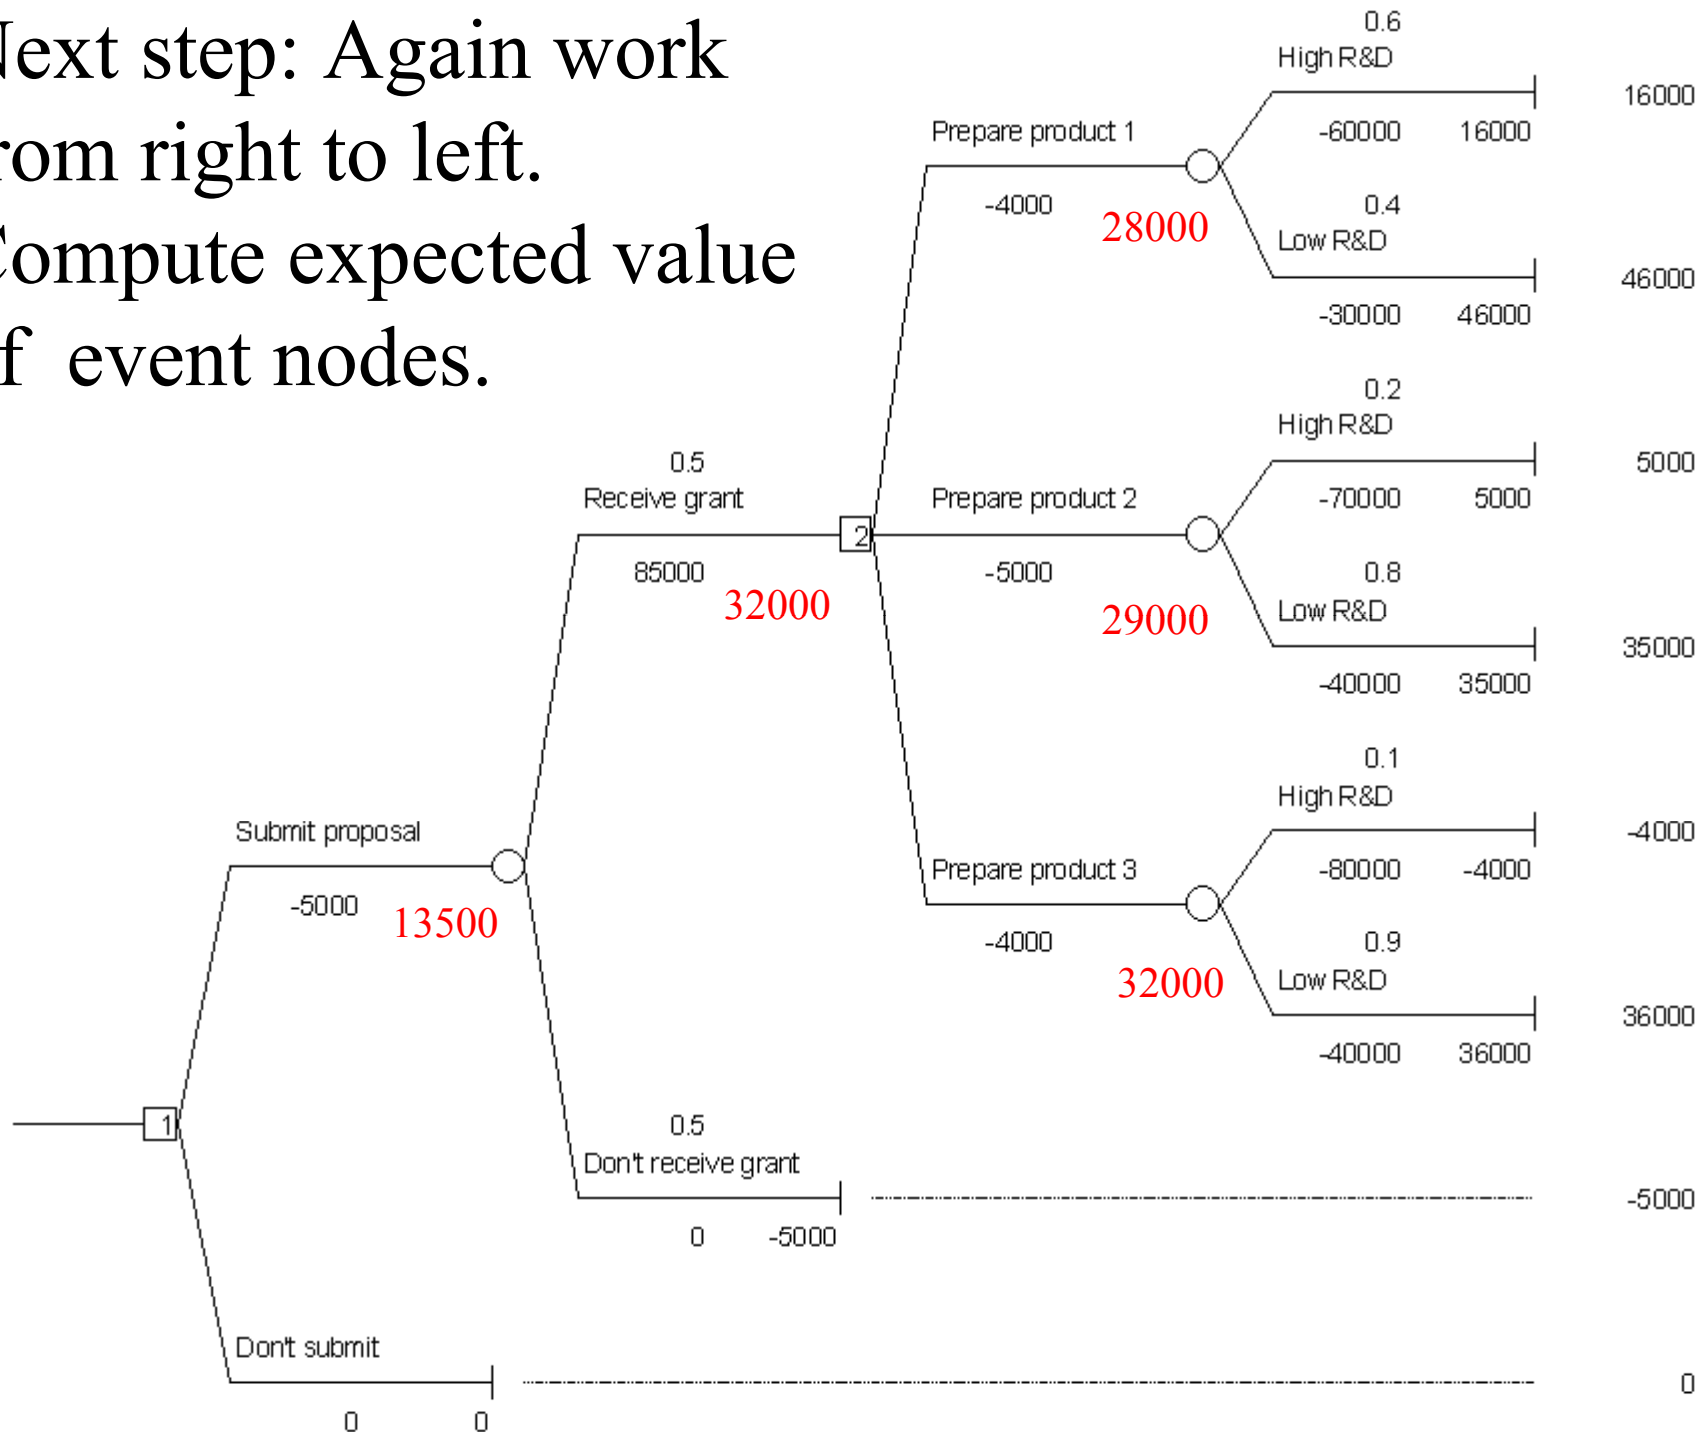 Next step: Again work
rom right to left.
Compute expected value
f event nodes.
0.6
High R&D
16000
-60000 16000
Prepare product 1
-4000
28000
0.4
Low R&D
46000
-30000 46000
0.2
High R&D
5000
-70000 5000
0.5
Receive grant
85000
32000
2
Prepare product 2
-5000
29000
0.8
Low R&D
35000
-40000 35000
0.1
High R&D
-4000
-80000 -4000
Submit proposal
-5000
13500
Prepare product 3
-4000
32000
0.9
Low R&D
36000
-40000 36000
1
0.5
Don't receive grant
-5000
0 -5000
Don't submit
0
0 0